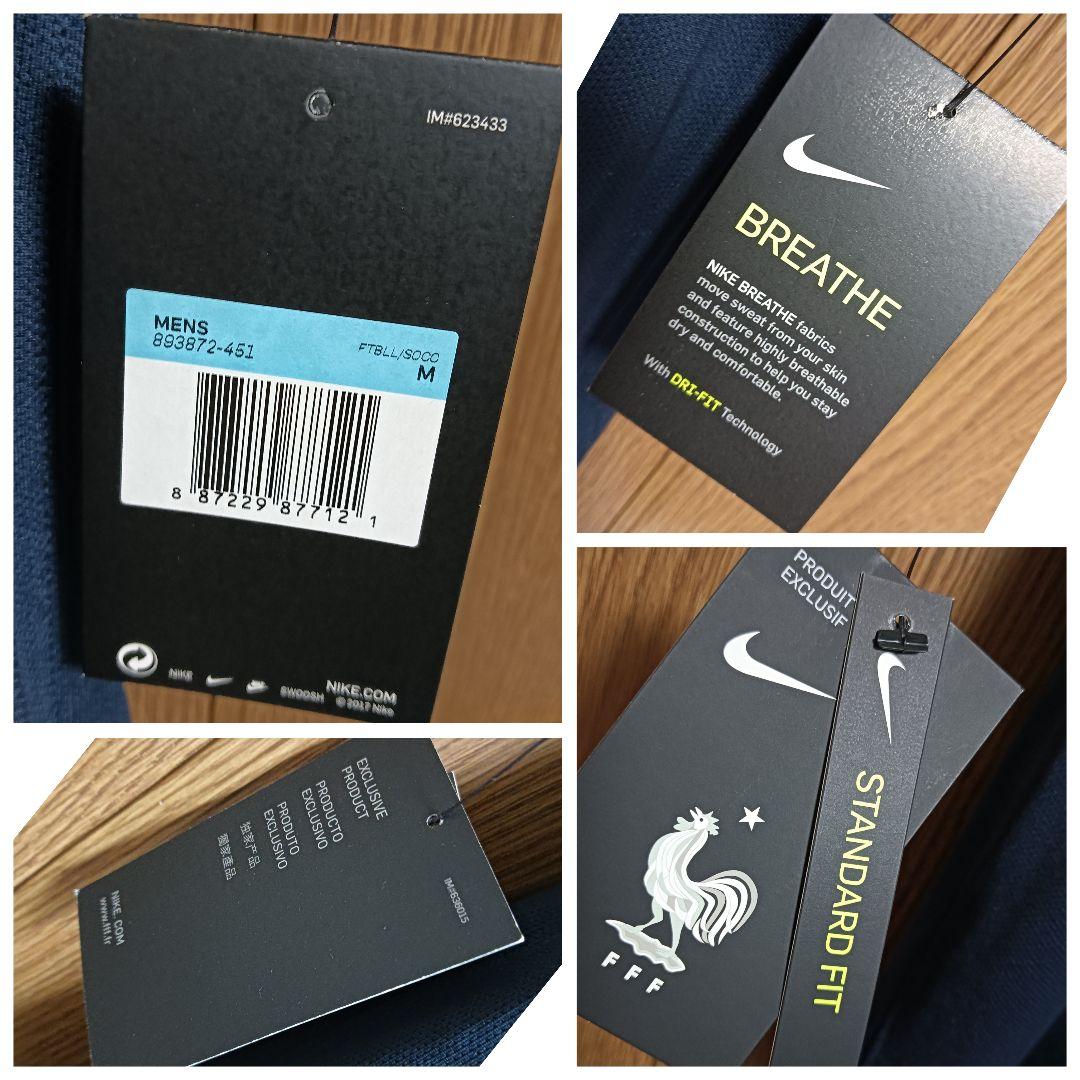 IM#623433
MENS
893872-451
FTBLL/SOCC
M
8 87229 87712 1
NIKE
SWOOSH
NIKE.COM
©2017 Nike
BREATHE
NIKE BREATHE fabrics
move sweat from your skin
and feature highly breathable
construction to help you stay
dry and comfortable.
With DRI-FIT Technology
EXCLUSIVE
PRODUCT
PRODUCTO
EXCLUSIVO
PRODUTO
EXCLUSIVO
独家产品
獨家產品
IM#636015
NIKE.COM
www.fff.fr
PRODUIT
EXCLUSIF
FFF
STANDARD FIT